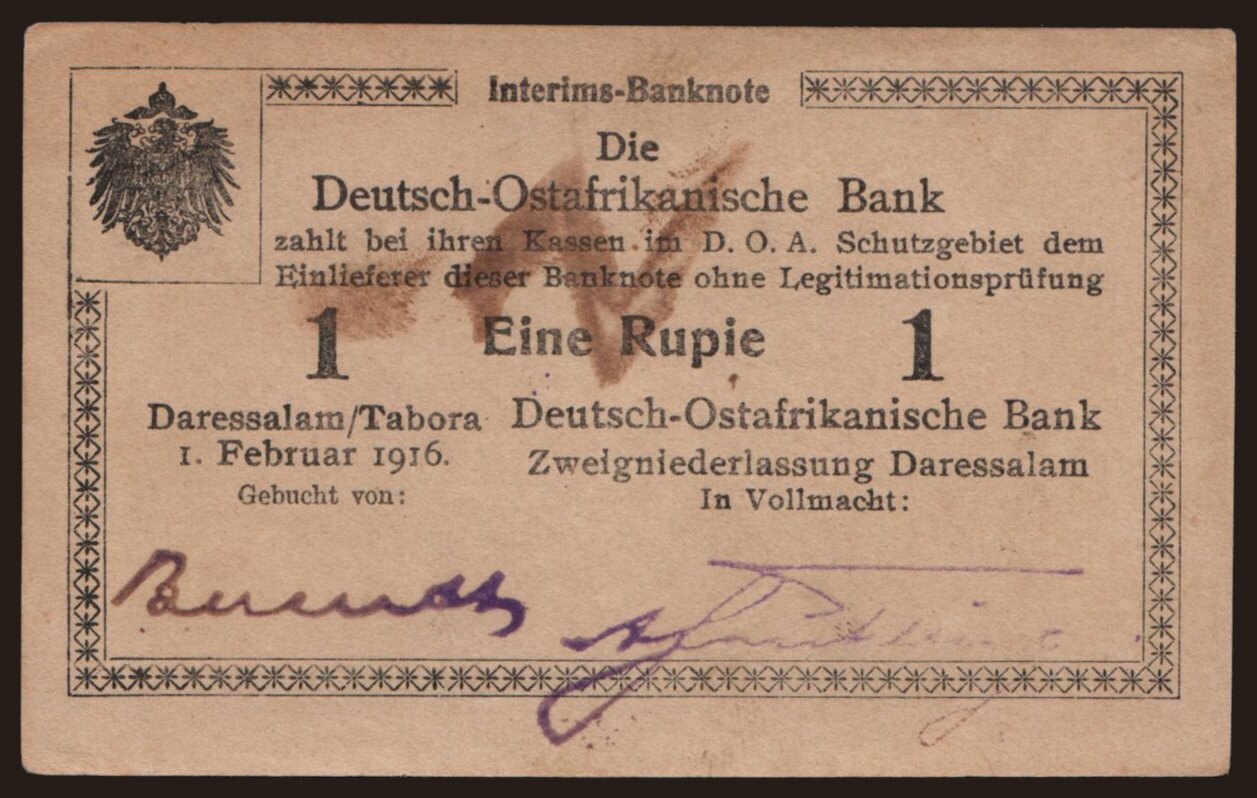 Interims-Banknote
Die
Deutsch-Ostafrikanische Bank
zahlt bei ihren Kassen im D. O. A. Schutzgebiet dem
Einlieferer dieser Banknote ohne Legitimationsprüfung
1 Eine Rupie 1
Daressalam/Tabora
1. Februar 1916.
Gebucht von:
Deutsch-Ostafrikanische Bank
Zweigniederlassung Daressalam
In Vollmacht: